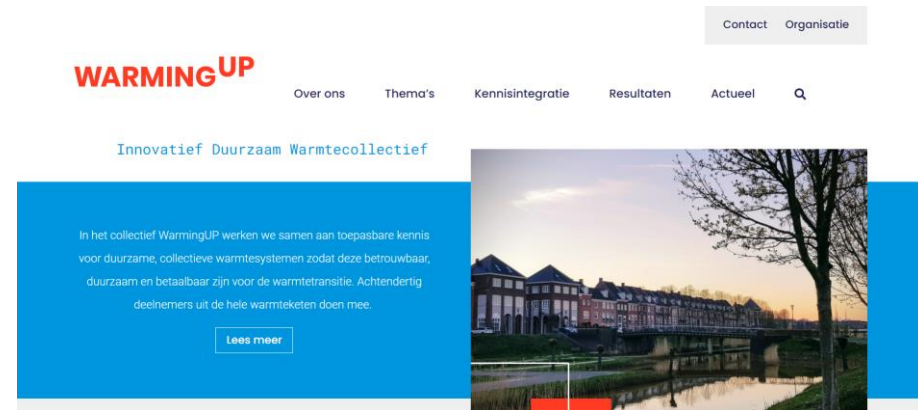 Contact Organisatie
WARMINGUP
Over ons Thema's Kennisintegratie Resultaten Actueel
Innovatief Duurzaam Warmtecollectief
In het collectief WarmingUP werken we samen aan toepasbare kennis
voor duurzame, collectieve warmtesystemen zodat deze betrouwbaar,
duurzaam en betaalbaar zijn voor de warmtetransitie. Achtendertig
deelnemers uit de hele warmteketen doen mee.
Lees meer